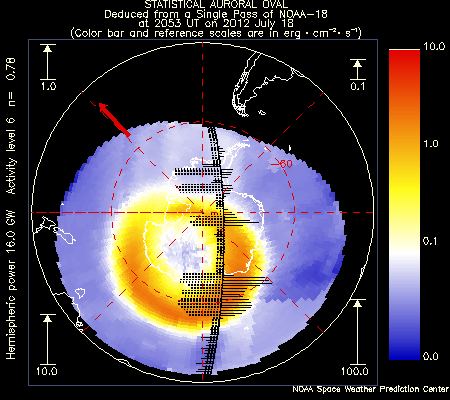 STATISTICAL AURORAL OVAL
Deduced from a Single Pass of NOAA-18
at 2053 UT on 2012 July 18
(Color bar and reference scales are in erg·cm⁻²·s⁻¹)
1.0
0.1
10.0
100.0
Hemispheric power 16.0 GW Activity level 6 n= 0.78
-60
10.0
1.0
0.1
0.0
NOAA Space Weather Prediction Center